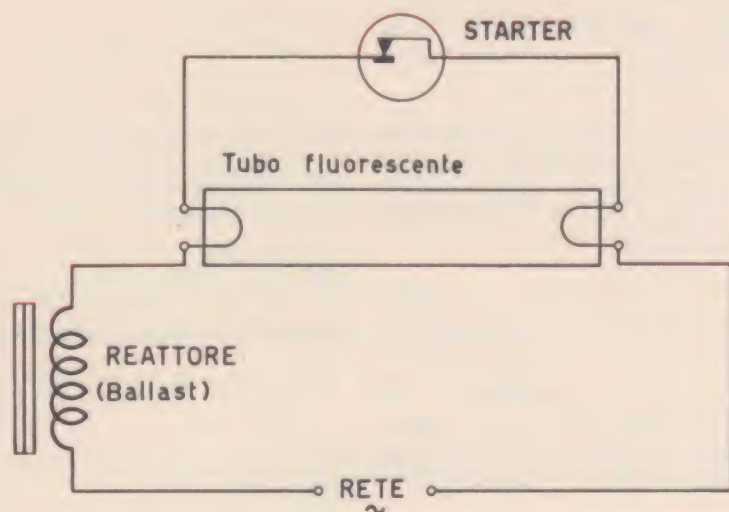 STARTER
Tubo fluorescente
REATTORE
(Ballast)
RETE
~